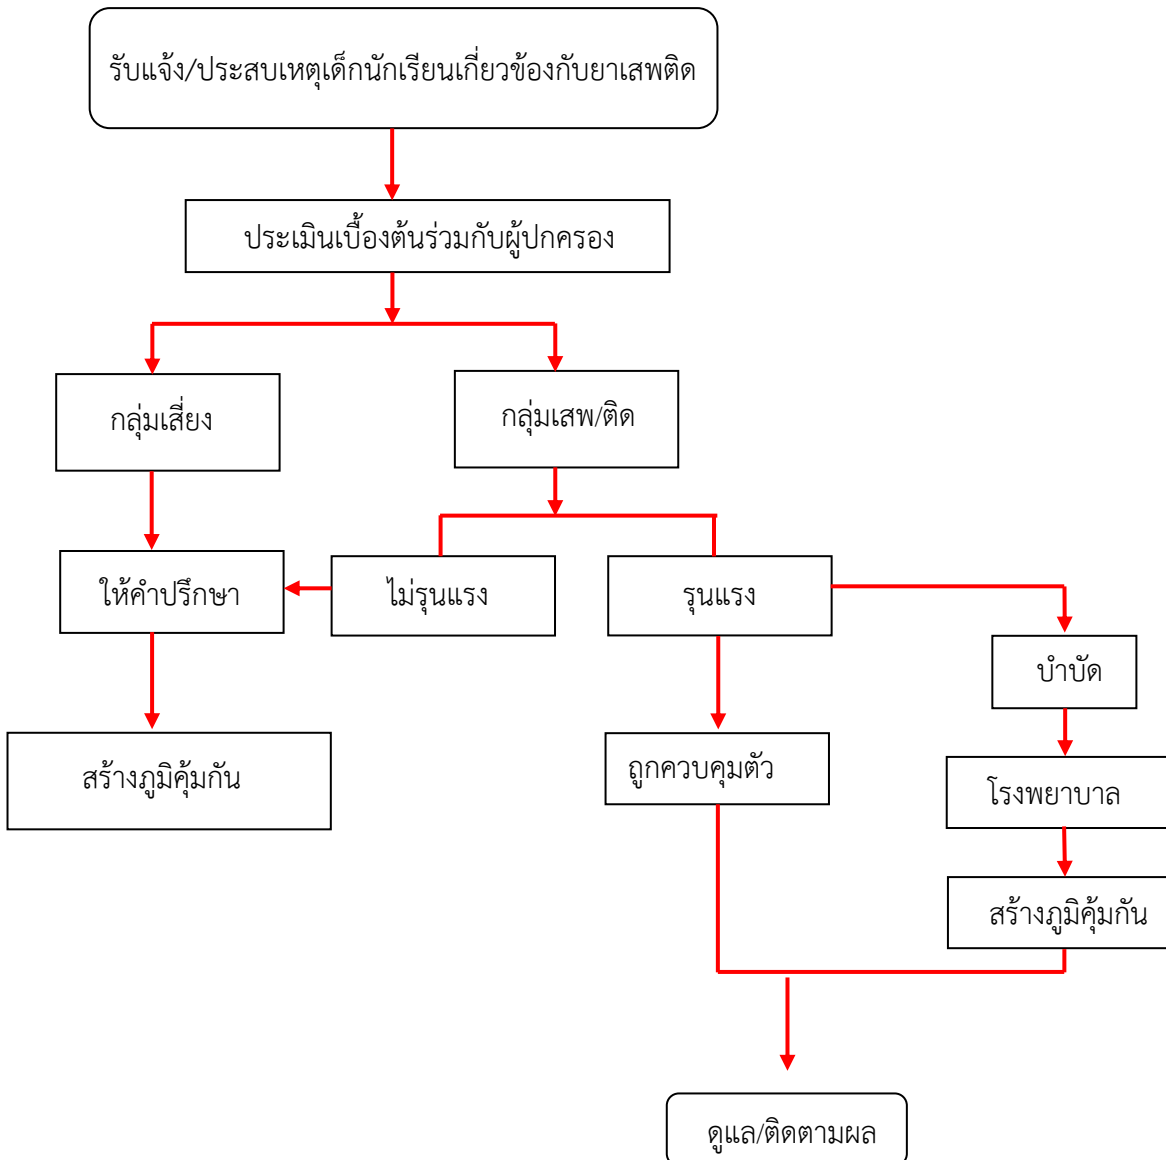 รับแจ้ง/ประสบเหตุเด็กนักเรียนเกี่ยวข้องกับยาเสพติด
ประเมินเบื้องต้นร่วมกับผู้ปกครอง
กลุ่มเสี่ยง
กลุ่มเสพ/ติด
ให้คำปรึกษา
ไม่รุนแรง
รุนแรง
บำบัด
สร้างภูมิคุ้มกัน
ถูกควบคุมตัว
โรงพยาบาล
สร้างภูมิคุ้มกัน
ดูแล/ติดตามผล